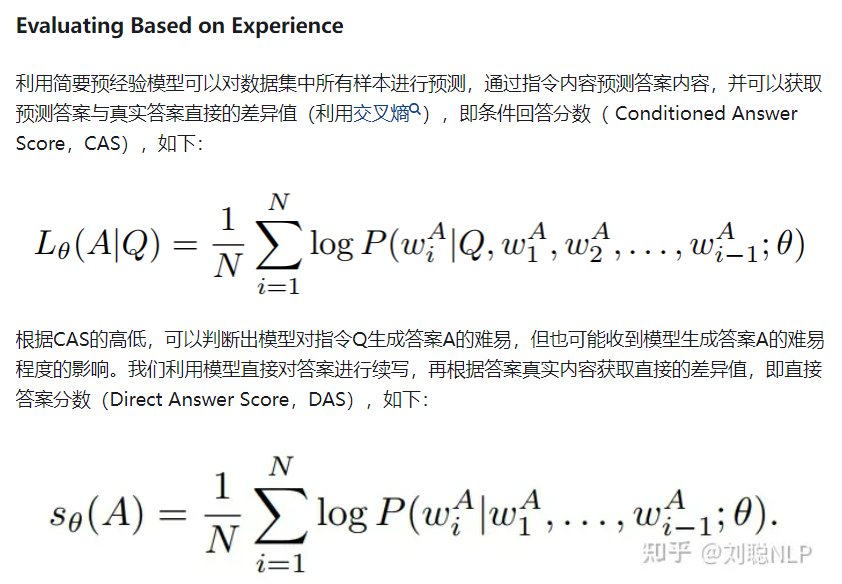 Evaluating Based on Experience
利用简要预经验模型可以对数据集中所有样本进行预测，通过指令内容预测答案内容，并可以获取
预测答案与真实答案直接的差异值（利用交叉熵），即条件回答分数（ Conditioned Answer
Score，CAS），如下：
L_θ(A|Q) = \frac{1}{N} \sum_{i=1}^{N} \log P(w_i^A|Q, w_1^A, w_2^A, \ldots, w_{i-1}^A; θ)
根据CAS的高低，可以判断出模型对指令Q生成答案A的难易，但也可能收到模型生成答案A的难易
程度的影响。我们利用模型直接对答案进行续写，再根据答案真实内容获取直接的差异值，即直接
答案分数（Direct Answer Score，DAS），如下：
s_θ(A) = \frac{1}{N} \sum_{i=1}^{N} \log P(w_i^A|w_1^A, \ldots, w_{i-1}^A; θ).
知乎 @刘聪NLP